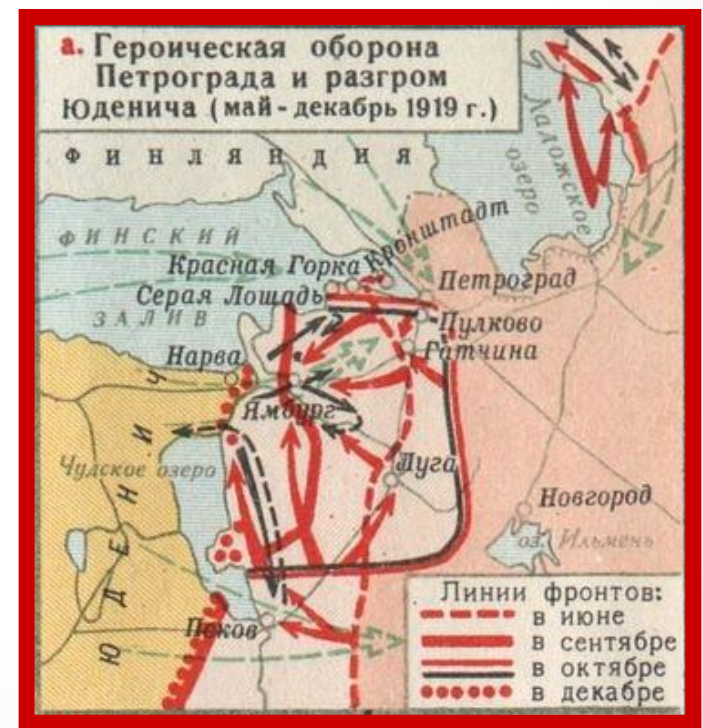 а. Героическая оборона
Петрограда и разгром
Юденича (май - декабрь 1919 г.)
ФИНЛЯНДИЯ
Ладожское
озеро
ФИНСКИЙ
ЗАЛИВ
Кронштадт
Красная Горка
Серая Лошадь
Петроград
Пулково
Гатчина
Нарва
Ямбург
Чудское озеро
Луга
Новгород
оз. Ильмень
Псков
ЮДЕНИЧ
Линии фронтов:
в июне
в сентябре
в октябре
в декабре